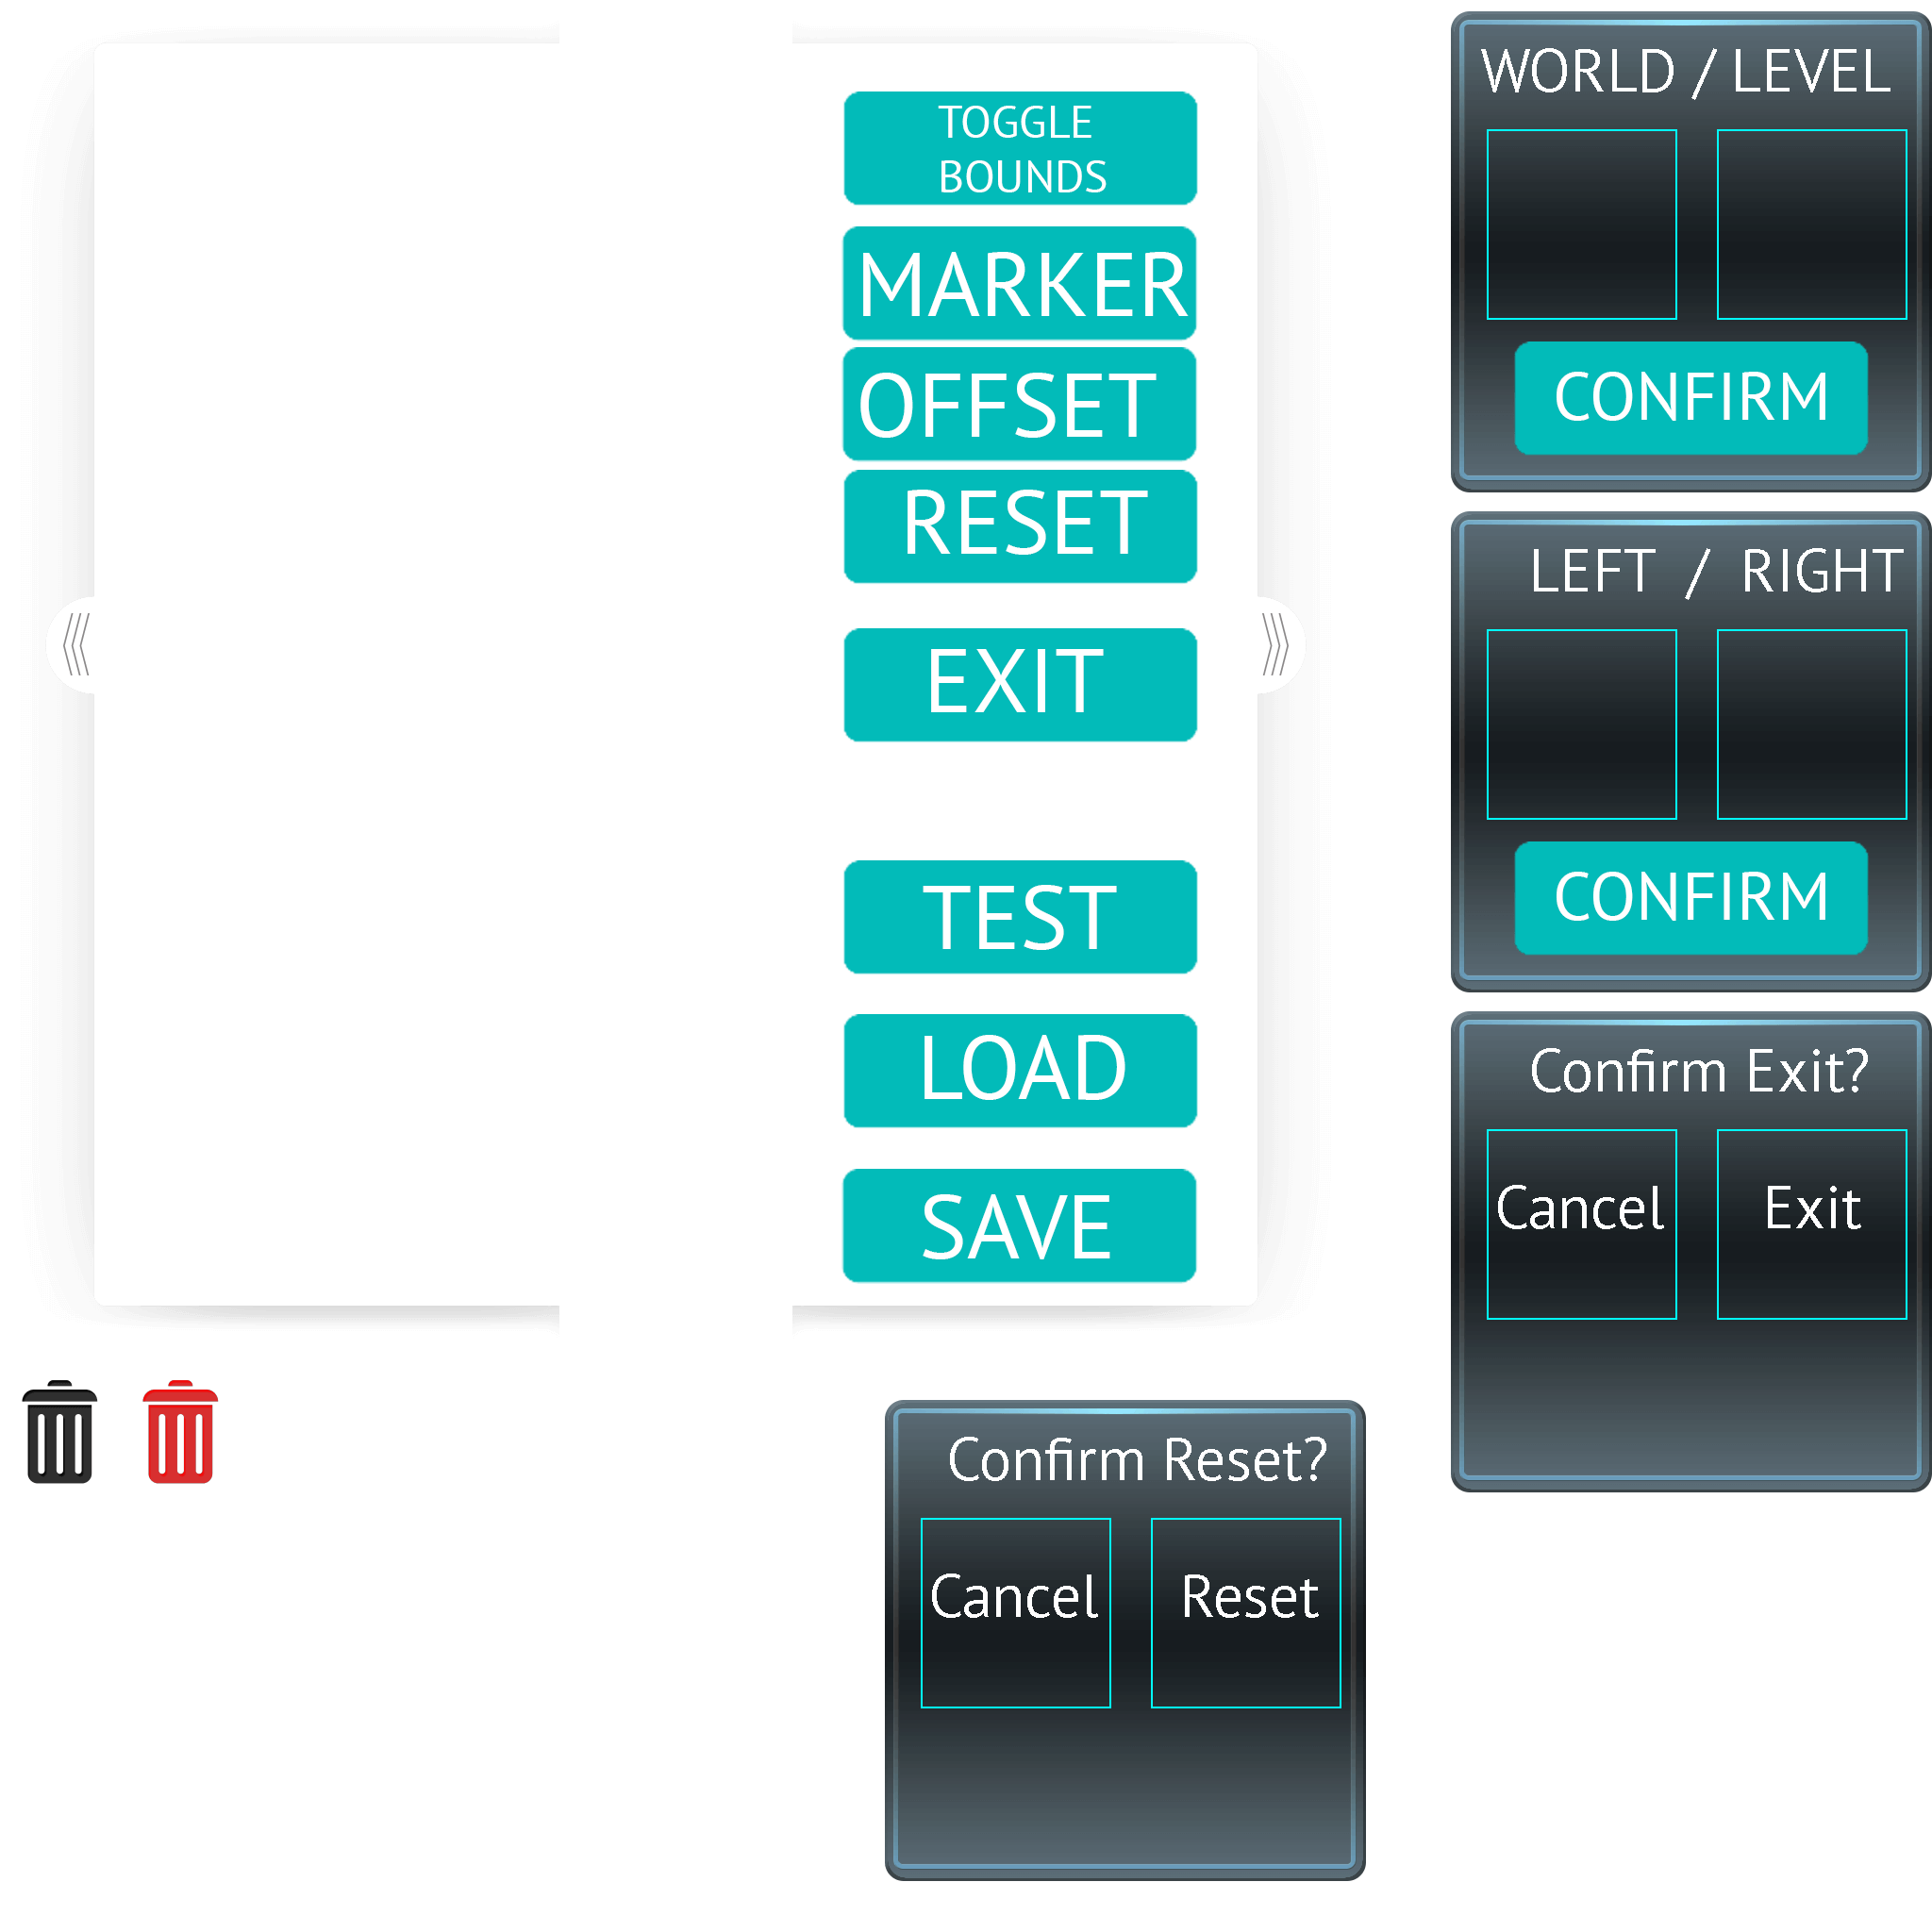 TOGGLE
BOUNDS
MARKER
OFFSET
RESET
EXIT
TEST
LOAD
SAVE
WORLD / LEVEL
CONFIRM
LEFT / RIGHT
CONFIRM
Confirm Exit?
Cancel Exit
Confirm Reset?
Cancel Reset